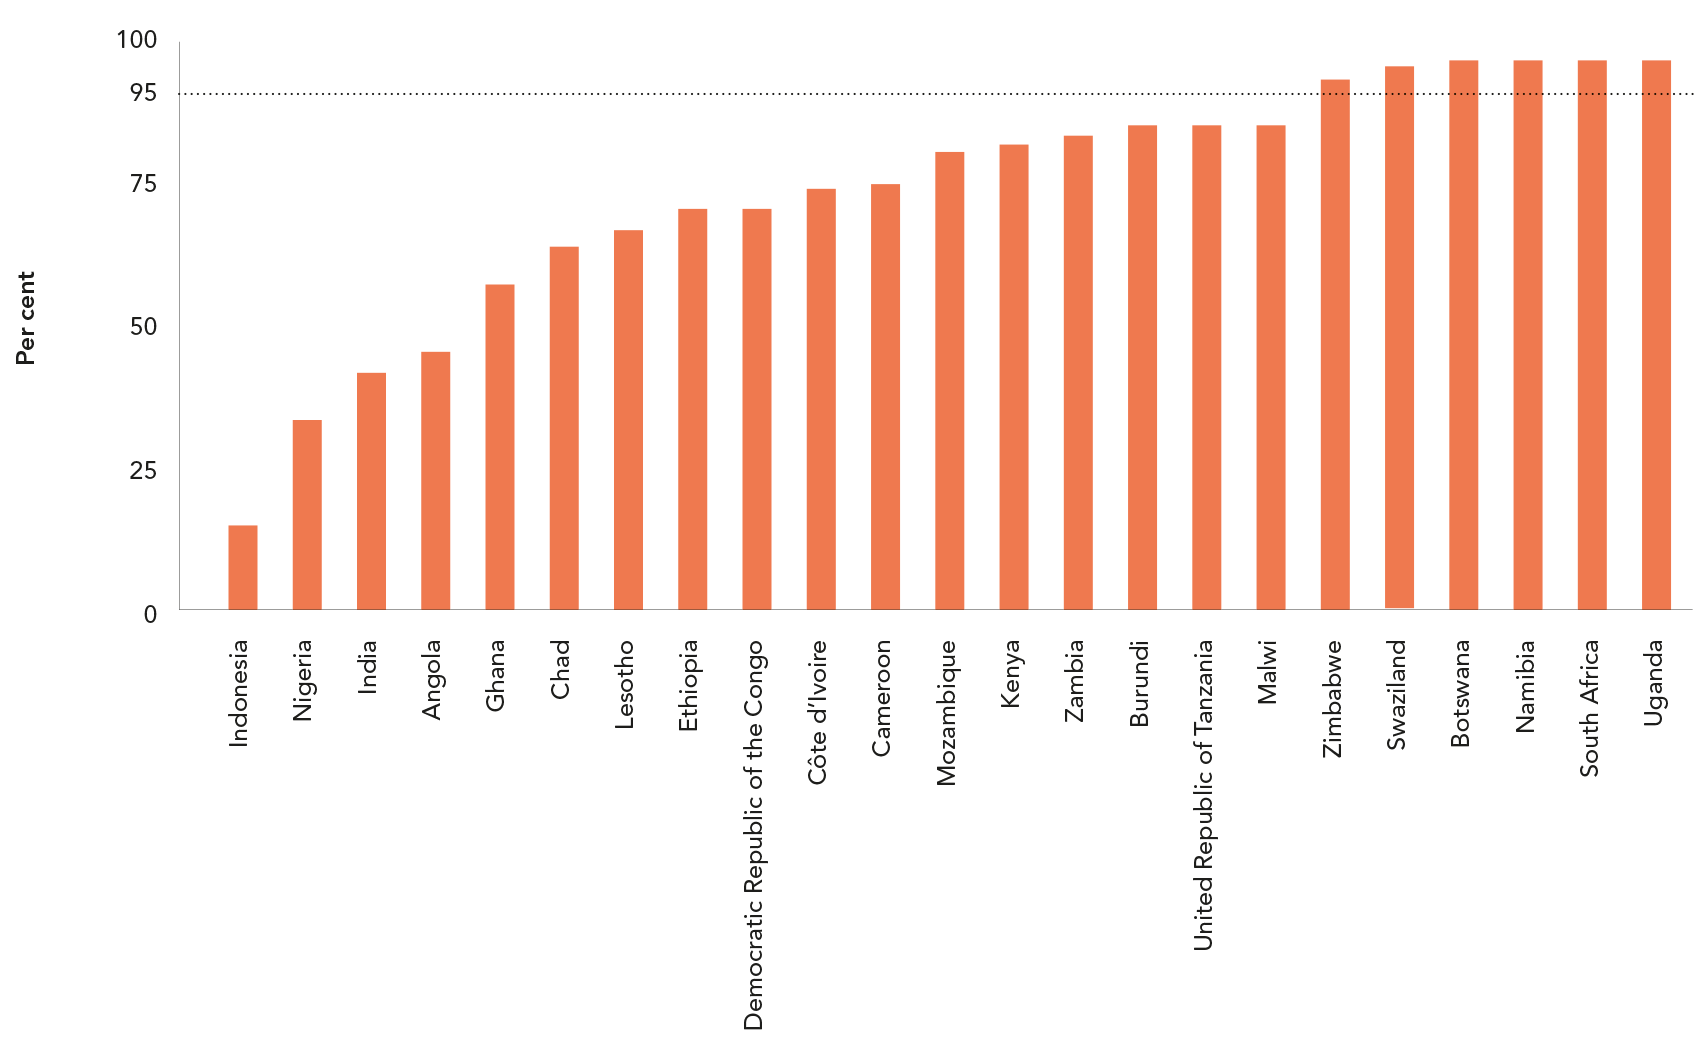 100
95
75
50
25
0
Per cent
Indonesia
Nigeria
India
Angola
Ghana
Chad
Lesotho
Ethiopia
Democratic Republic of the Congo
Côte d’Ivoire
Cameroon
Mozambique
Kenya
Zambia
Burundi
United Republic of Tanzania
Malwi
Zimbabwe
Swaziland
Botswana
Namibia
South Africa
Uganda